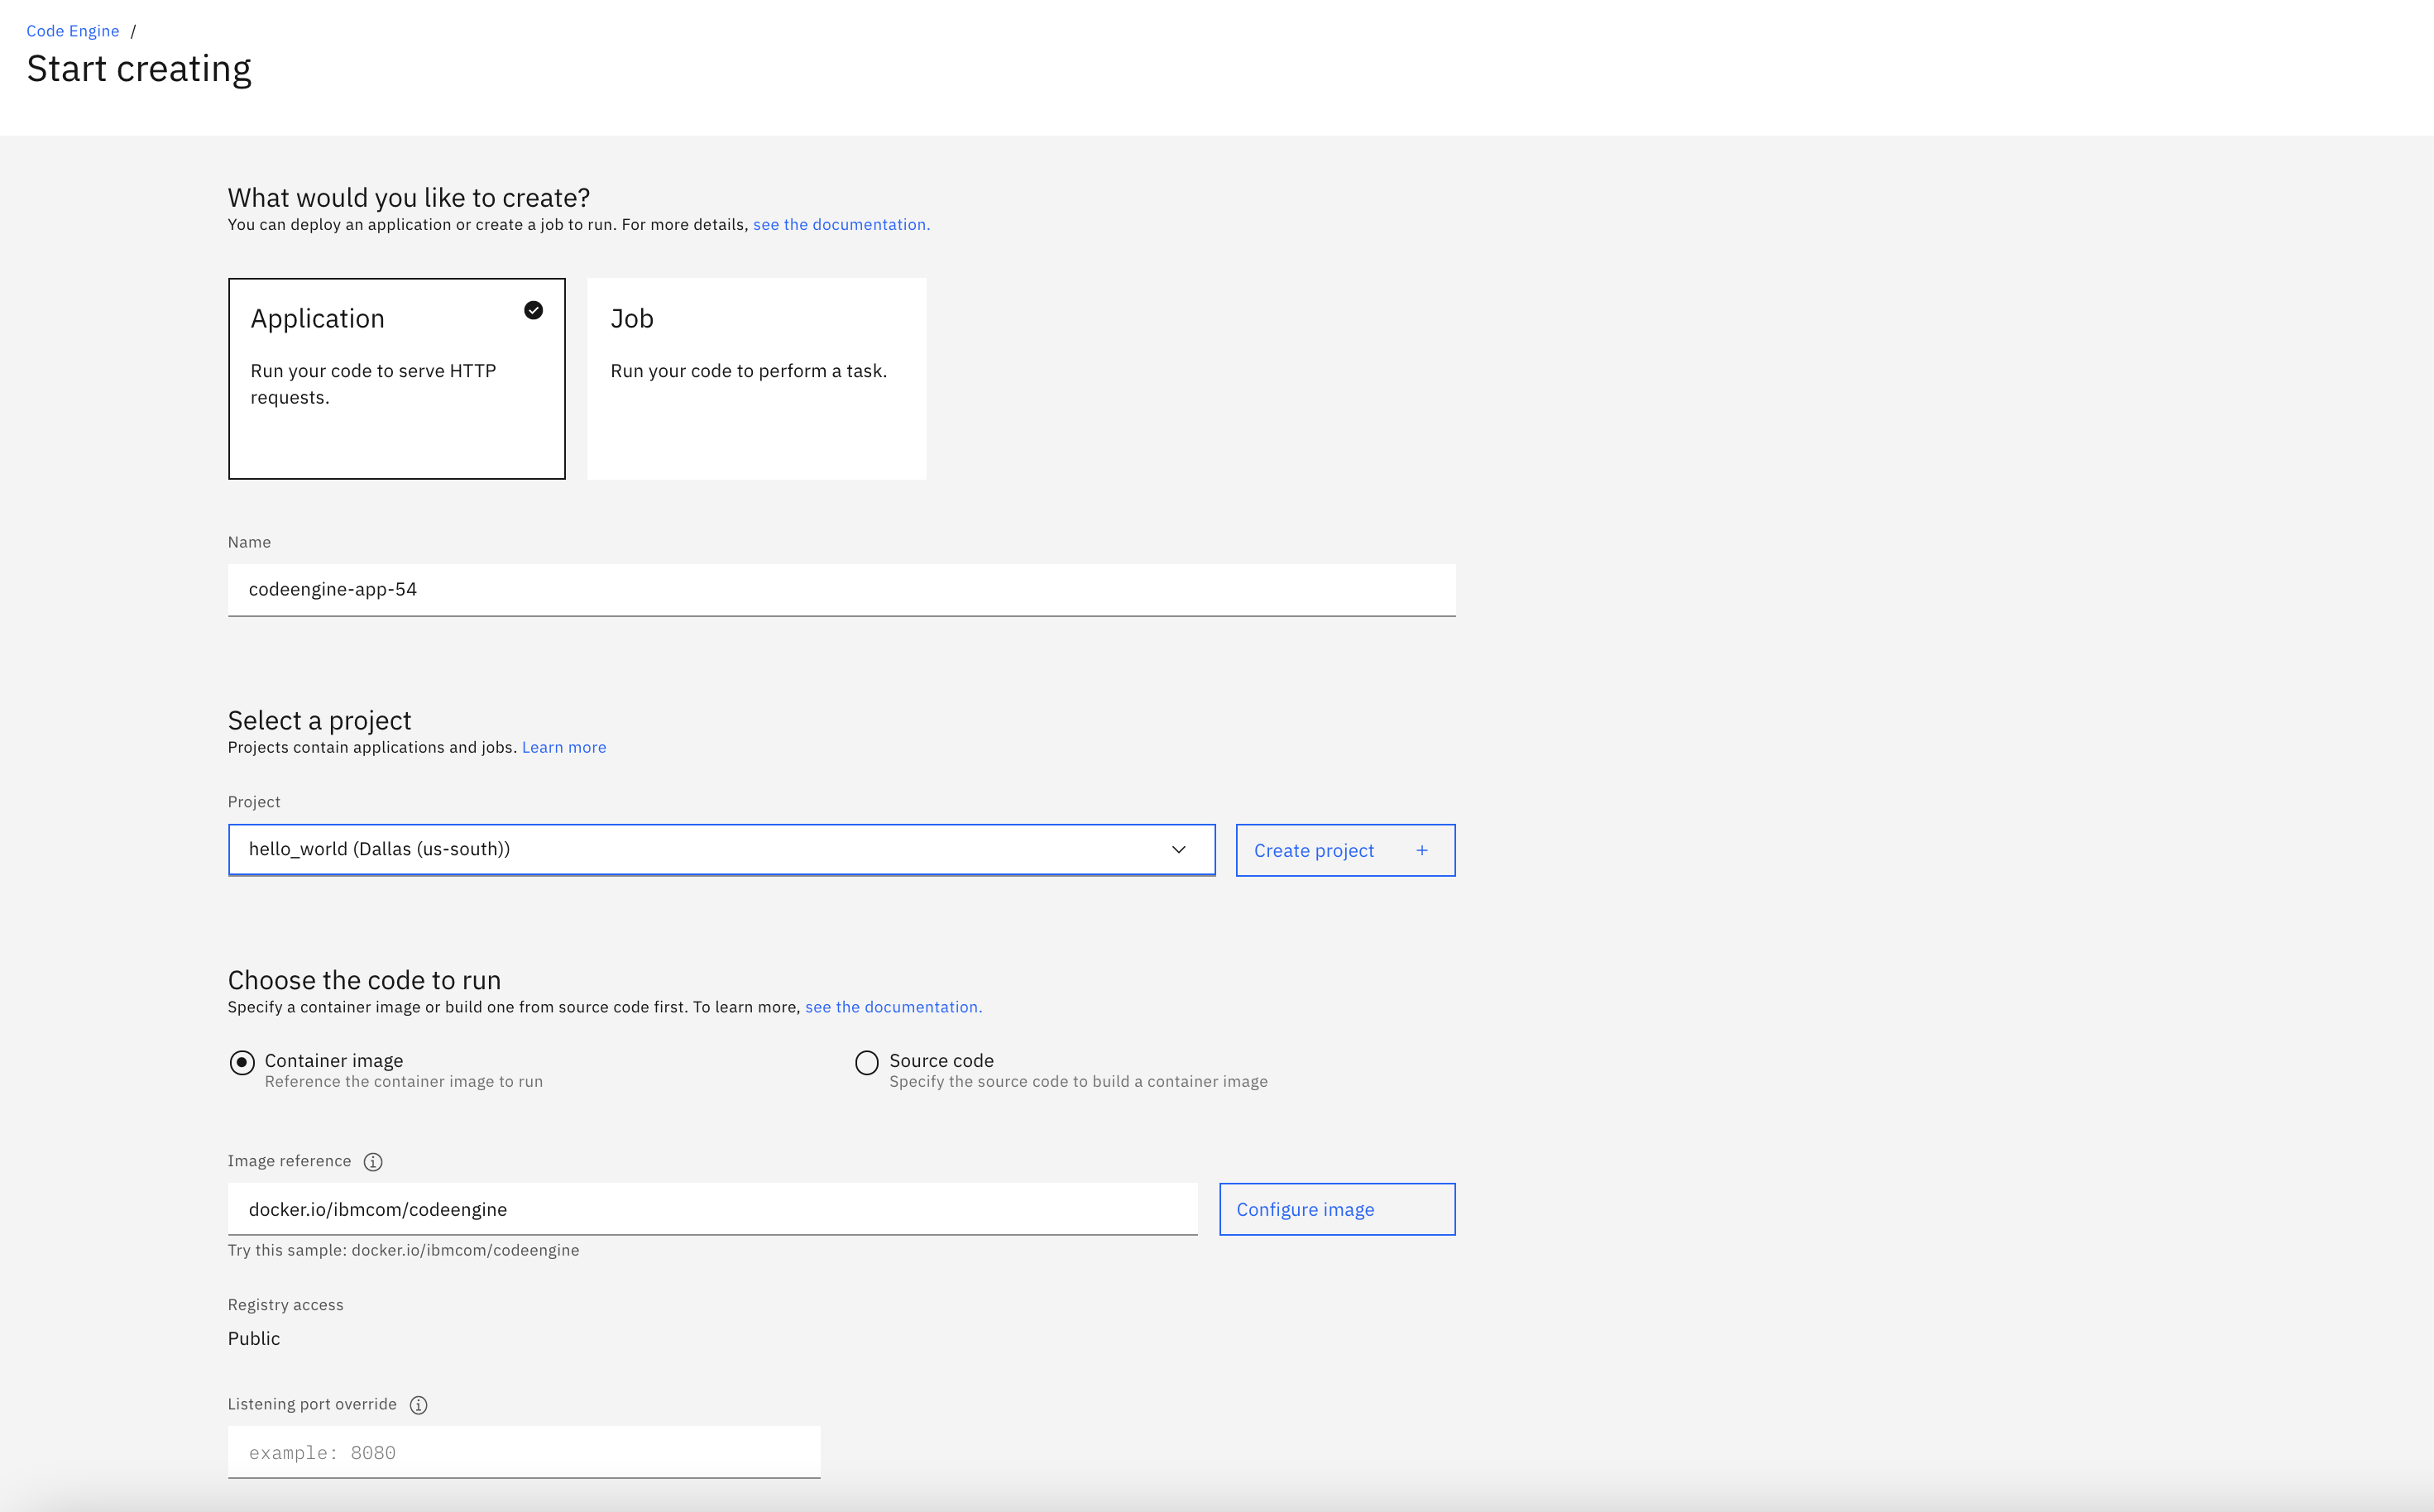 Code Engine /
Start creating
What would you like to create?
You can deploy an application or create a job to run. For more details, see the documentation.
Application
Run your code to serve HTTP
requests.
Job
Run your code to perform a task.
Name
codeengine-app-54
Select a project
Projects contain applications and jobs. Learn more
Project
hello_world (Dallas (us-south))
Create project +
Choose the code to run
Specify a container image or build one from source code first. To learn more, see the documentation.
Container image
Reference the container image to run
Source code
Specify the source code to build a container image
Image reference
docker.io/ibmcom/codeengine
Configure image
Try this sample: docker.io/ibmcom/codeengine
Registry access
Public
Listening port override
example: 8080